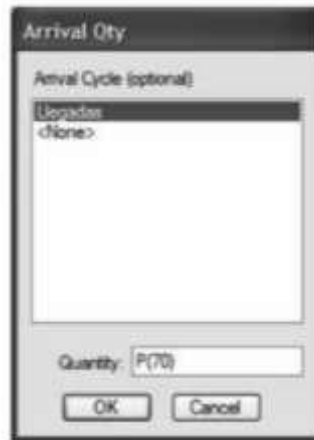 Arrival Qty
Arrival Cycle (optional)
Llegadas
<None>
Quantity: P(70)
OK Cancel